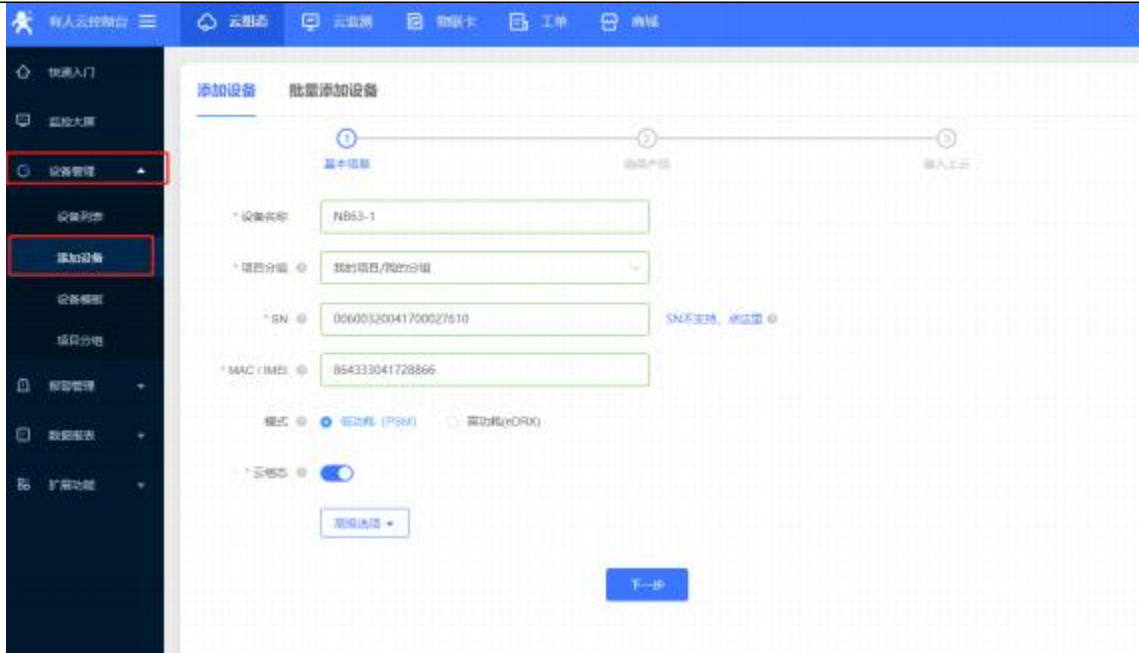 有人云控制台
云组态
云监测
物联卡
工单
商城
快速入门
监控大屏
设备管理
设备列表
添加设备
设备模板
项目分组
报警管理
数据报表
扩展功能
添加设备 批量添加设备
1 2 3
基本信息
* 设备名称 NB63-1
* 项目分组 我的项目/我的分组
* SN 00600320041700027610 SN不支持，点这里
* MAC / IMEI 864333041728866
模式 低功耗 (PSM) 高功耗(eDRX)
* 云组态
高级选项
下一步